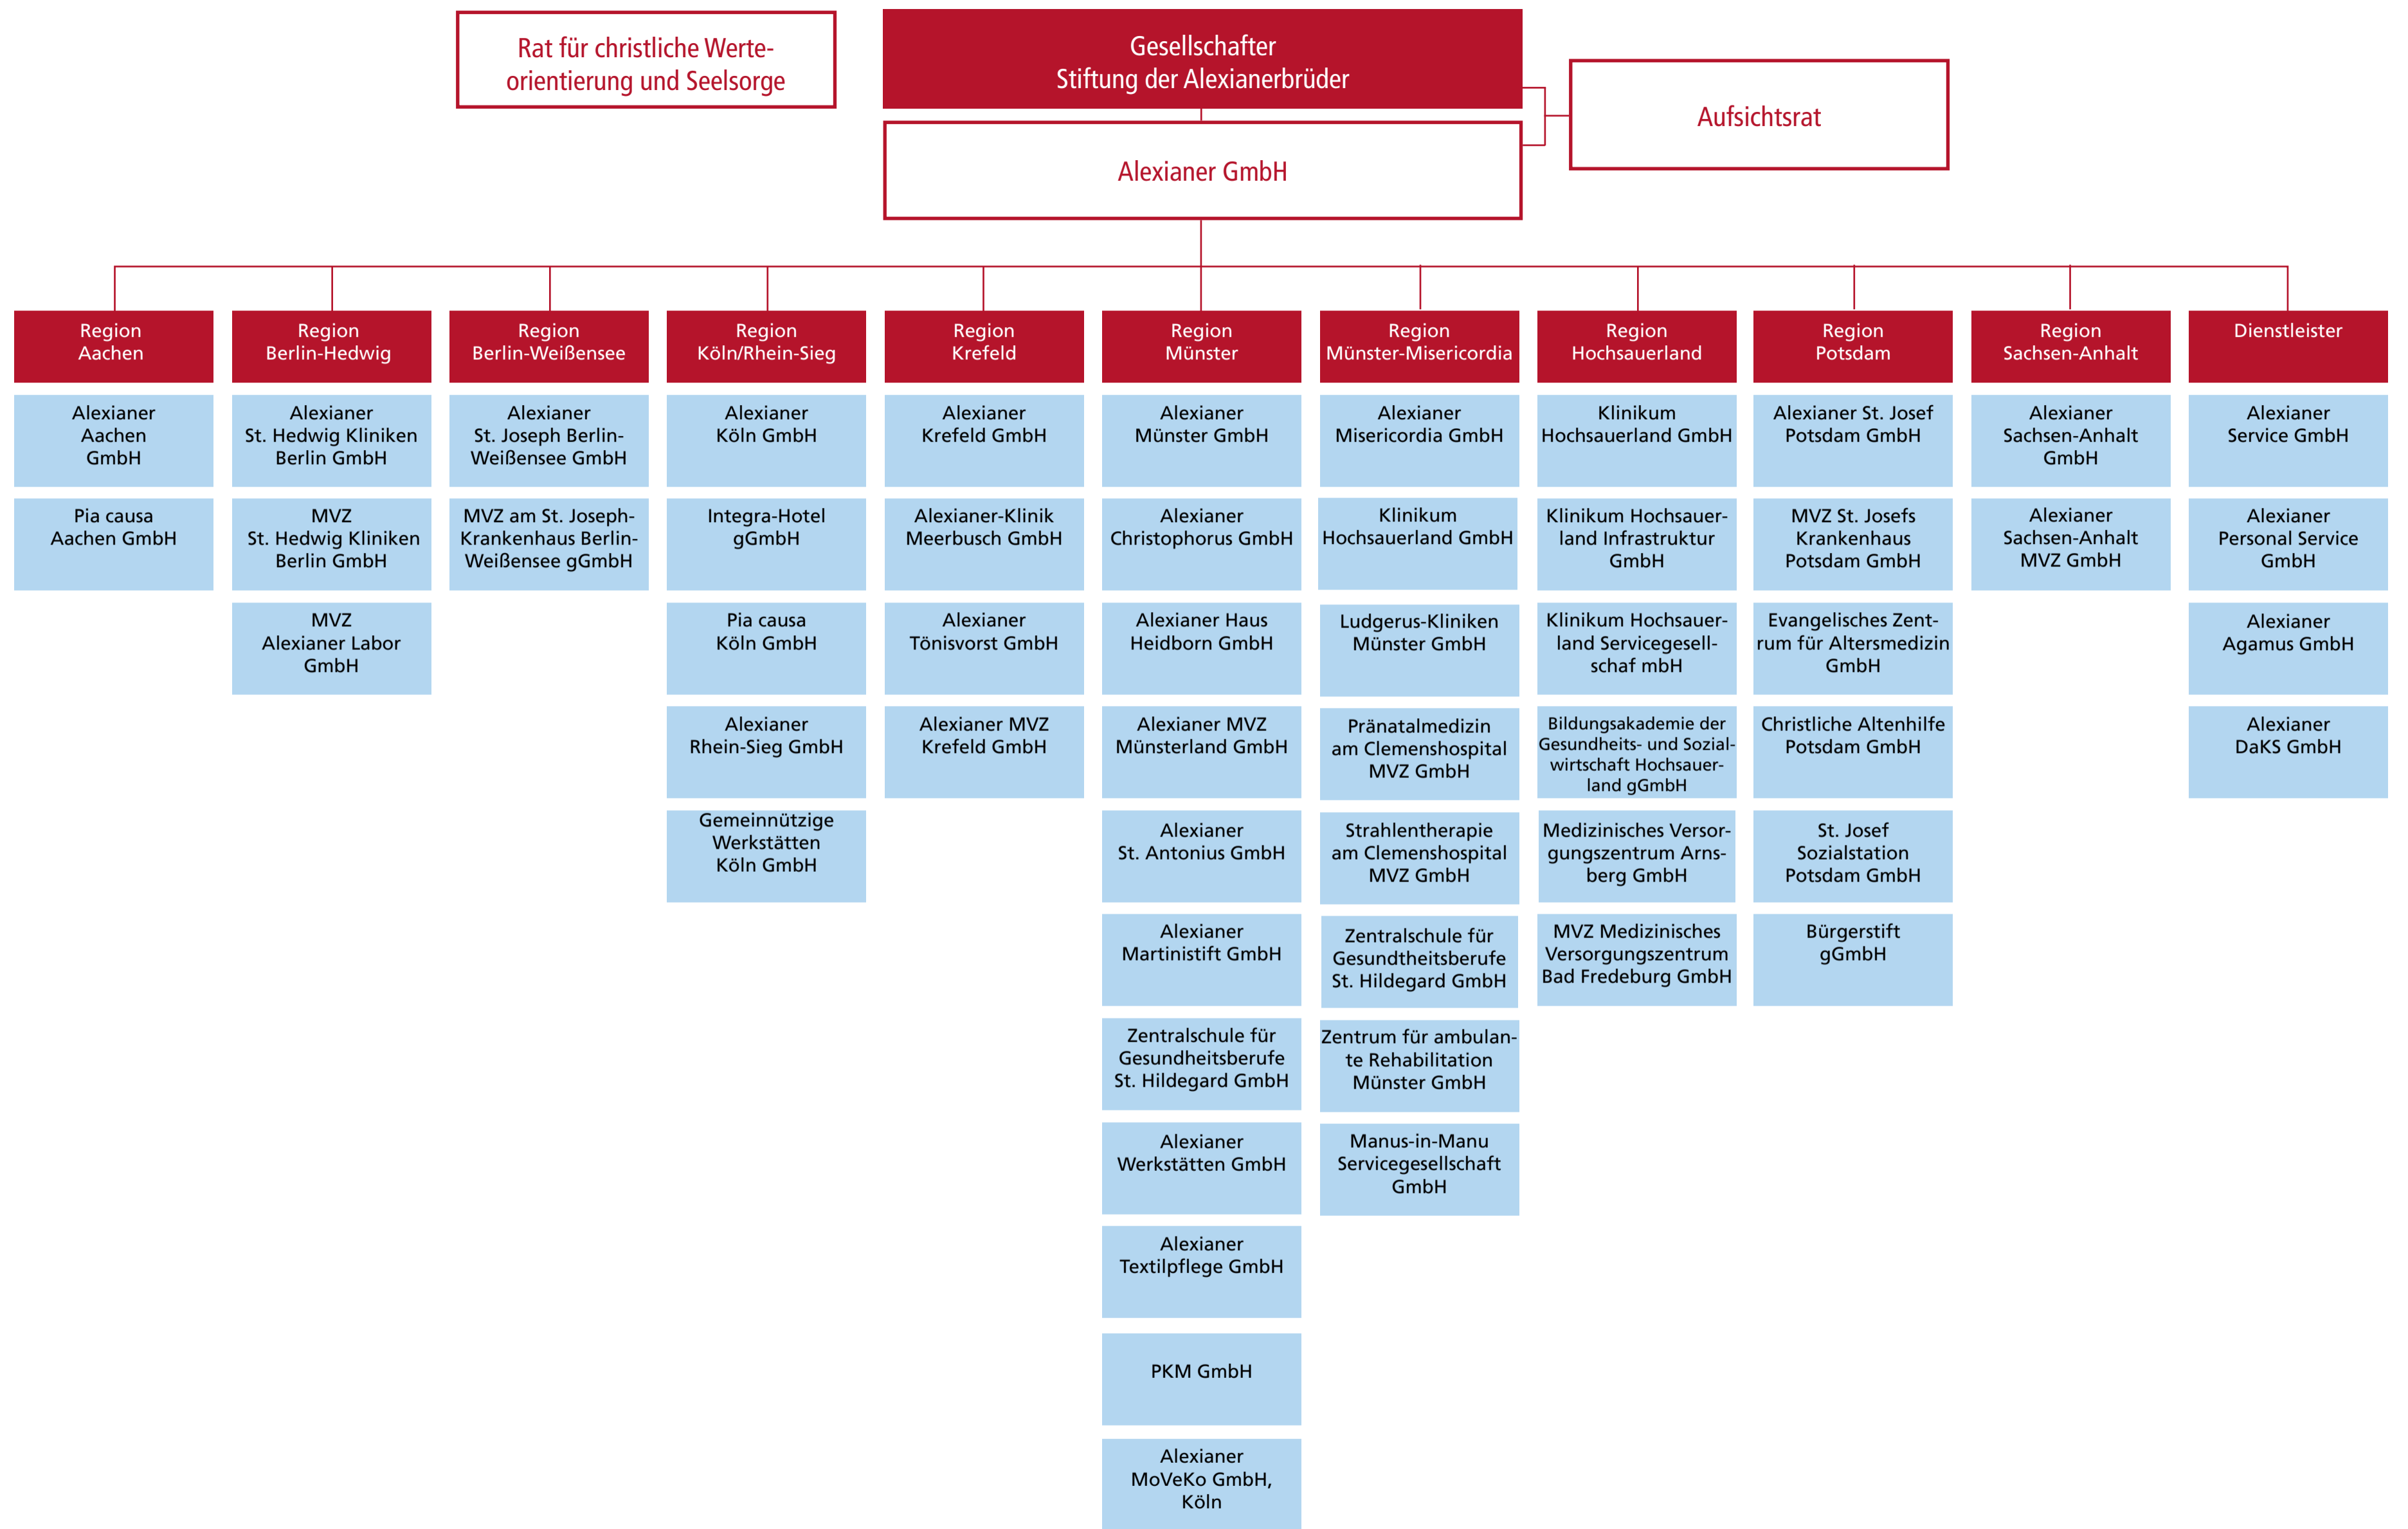 Rat für christliche Werte-
orientierung und Seelsorge
Gesellschafter
Stiftung der Alexianerbrüder
Aufsichtsrat
Alexianer GmbH
Region
Aachen
Alexianer
Aachen
GmbH
Pia causa
Aachen GmbH
Region
Berlin-Hedwig
Alexianer
St. Hedwig Kliniken
Berlin GmbH
MVZ
St. Hedwig Kliniken
Berlin GmbH
MVZ
Alexianer Labor
GmbH
Region
Berlin-Weißensee
Alexianer
St. Joseph Berlin-
Weißensee GmbH
MVZ am St. Joseph-
Krankenhaus Berlin-
Weißensee gGmbH
Region
Köln/Rhein-Sieg
Alexianer
Köln GmbH
Integra-Hotel
gGmbH
Pia causa
Köln GmbH
Alexianer
Rhein-Sieg GmbH
Gemeinnützige
Werkstätten
Köln GmbH
Region
Krefeld
Alexianer
Krefeld GmbH
Alexianer-Klinik
Meerbusch GmbH
Alexianer
Tönisvorst GmbH
Alexianer MVZ
Krefeld GmbH
Region
Münster
Alexianer
Münster GmbH
Alexianer
Christophorus GmbH
Alexianer Haus
Heidborn GmbH
Alexianer MVZ
Münsterland GmbH
Alexianer
St. Antonius GmbH
Alexianer
Martinistift GmbH
Zentralschule für
Gesundheitsberufe
St. Hildegard GmbH
Alexianer
Werkstätten GmbH
Alexianer
Textilpflege GmbH
PKM GmbH
Alexianer
MoVeKo GmbH,
Köln
Region
Münster-Misericordia
Alexianer
Misericordia GmbH
Klinikum
Hochsauerland GmbH
Ludgerus-Kliniken
Münster GmbH
Pränatalmedizin
am Clemenshospital
MVZ GmbH
Strahlentherapie
am Clemenshospital
MVZ GmbH
Zentralschule für
Gesundtheitsberufe
St. Hildegard GmbH
Zentrum für ambulan-
te Rehabilitation
Münster GmbH
Manus-in-Manu
Servicegesellschaft
GmbH
Region
Hochsauerland
Klinikum
Hochsauerland GmbH
Klinikum Hochsauer-
land Infrastruktur
GmbH
Klinikum Hochsauer-
land Servicegesell-
schaf mbH
Bildungsakademie der
Gesundheits- und Sozial-
wirtschaft Hochsauer-
land gGmbH
Medizinisches Versor-
gungszentrum Arns-
berg GmbH
MVZ Medizinisches
Versorgungszentrum
Bad Fredeburg GmbH
Region
Potsdam
Alexianer St. Josef
Potsdam GmbH
MVZ St. Josefs
Krankenhaus
Potsdam GmbH
Evangelisches Zent-
rum für Altersmedizin
GmbH
Christliche Altenhilfe
Potsdam GmbH
St. Josef
Sozialstation
Potsdam GmbH
Bürgerstift
gGmbH
Region
Sachsen-Anhalt
Alexianer
Sachsen-Anhalt
GmbH
Alexianer
Sachsen-Anhalt
MVZ GmbH
Dienstleister
Alexianer
Service GmbH
Alexianer
Personal Service
GmbH
Alexianer
Agamus GmbH
Alexianer
DaKS GmbH